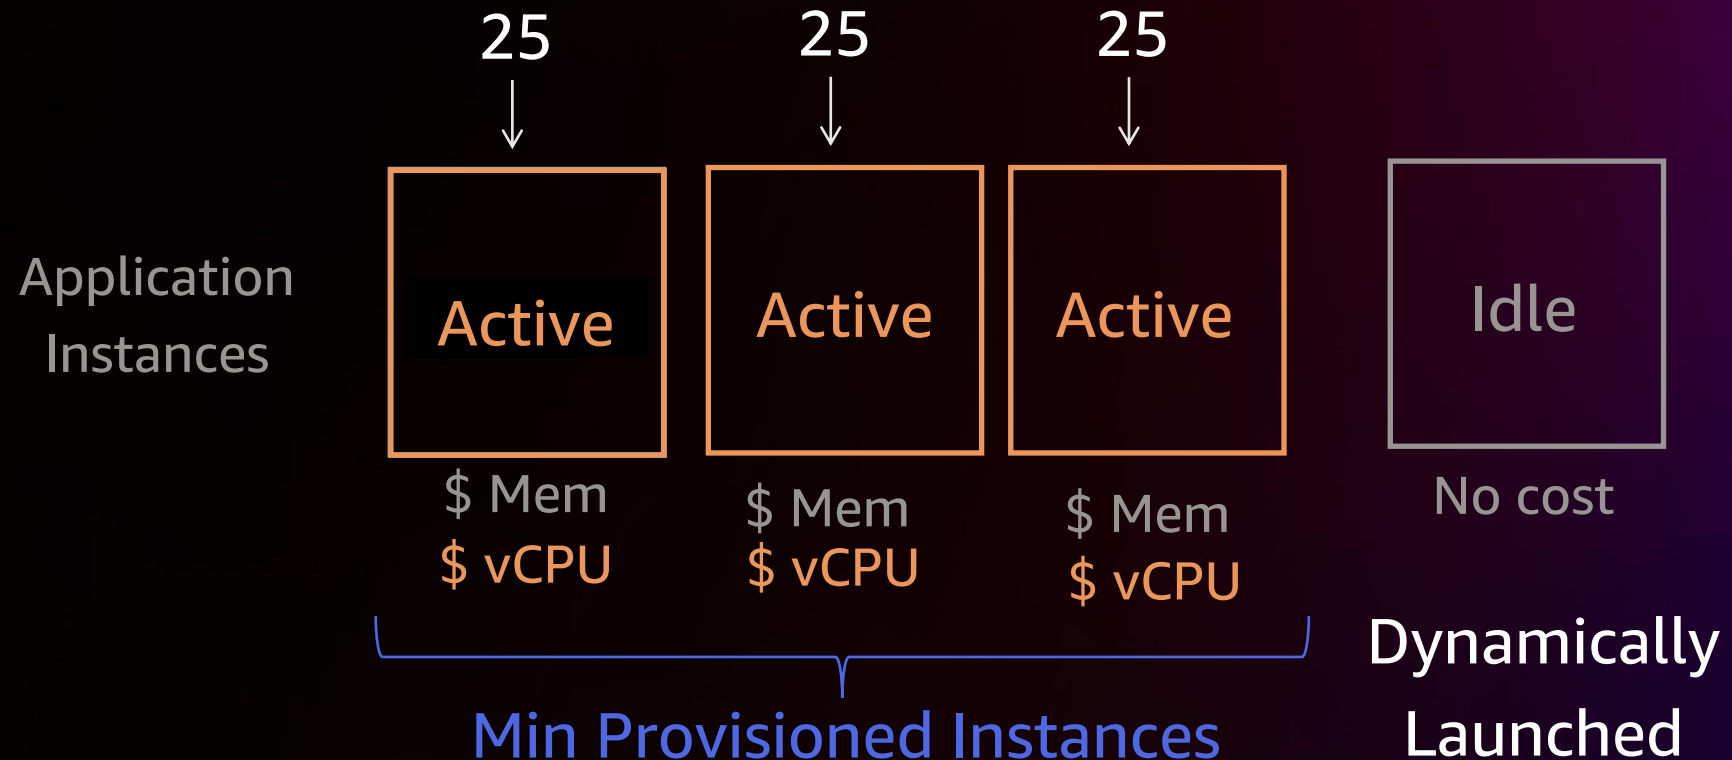 25 25 25
Application
Instances
Active Active Active Idle
$ Mem $ Mem $ Mem No cost
$ vCPU $ vCPU $ vCPU
Dynamically
Launched
Min Provisioned Instances